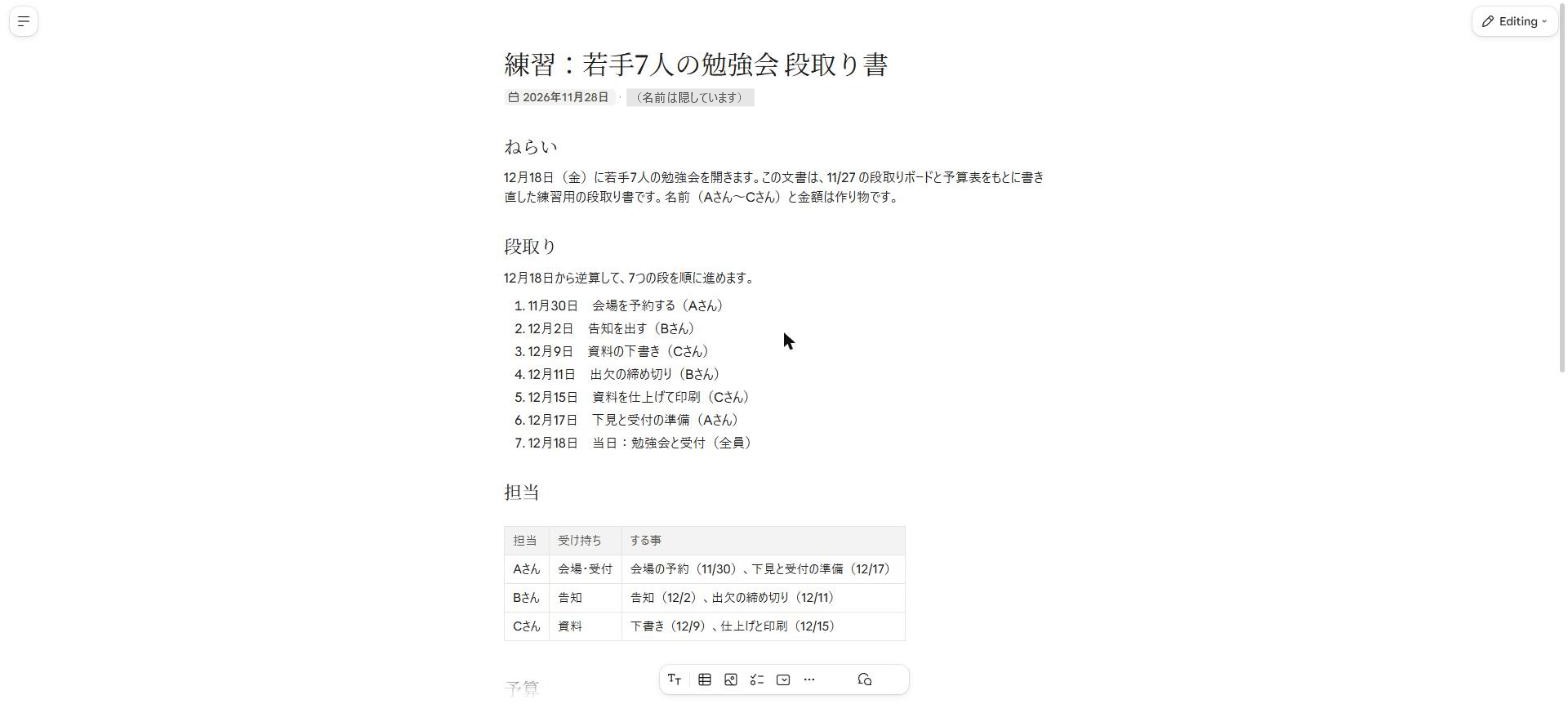 Editing
練習：若手7人の勉強会 段取り書
2026年11月28日 · （名前は隠しています）
ねらい
12月18日（金）に若手7人の勉強会を開きます。この文書は、11/27 の段取りボードと予算表をもとに書き
直した練習用の段取り書です。名前（Aさん〜Cさん）と金額は作り物です。
段取り
12月18日から逆算して、7つの段を順に進めます。
1. 11月30日　会場を予約する（Aさん）
2. 12月2日　告知を出す（Bさん）
3. 12月9日　資料の下書き（Cさん）
4. 12月11日　出欠の締め切り（Bさん）
5. 12月15日　資料を仕上げて印刷（Cさん）
6. 12月17日　下見と受付の準備（Aさん）
7. 12月18日　当日：勉強会と受付（全員）
担当
担当 受け持ち する事
Aさん 会場・受付 会場の予約（11/30）、下見と受付の準備（12/17）
Bさん 告知 告知（12/2）、出欠の締め切り（12/11）
Cさん 資料 下書き（12/9）、仕上げと印刷（12/15）
予算